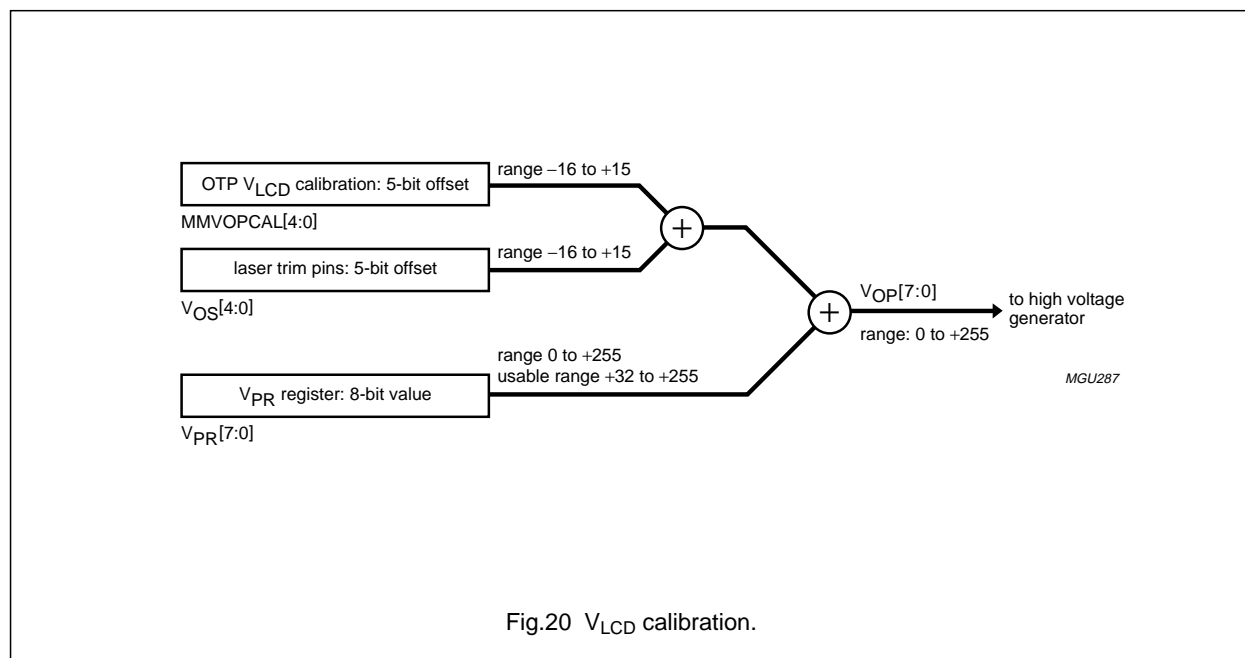 range −16 to +15
OTP VLCD calibration: 5-bit offset
MMVOPCAL[4:0]
range −16 to +15
laser trim pins: 5-bit offset
VOS[4:0]
+
+
VOP[7:0]
to high voltage
generator
range: 0 to +255
range 0 to +255
usable range +32 to +255
VPR register: 8-bit value
VPR[7:0]
MGU287
Fig.20 VLCD calibration.